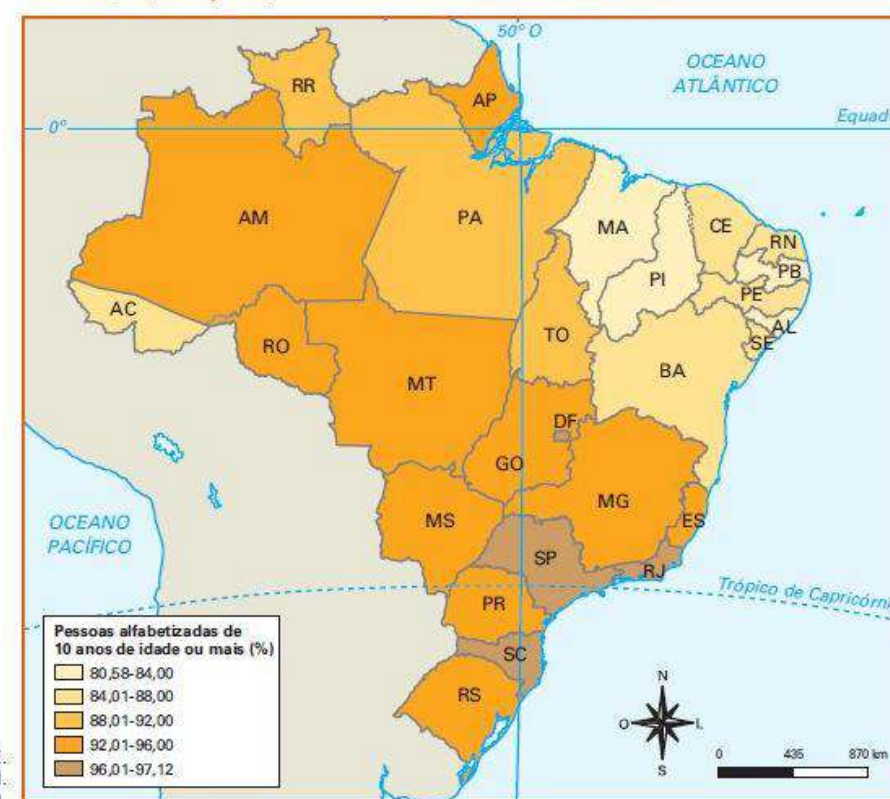 50° O
OCEANO
ATLÂNTICO
RR
AP
0°
Equad
AM
PA
MA
CE
RN
PB
PI
PE
AC
AL
TO
SE
RO
BA
MT
DF
GO
MG
ES
OCEANO
PACÍFICO
MS
SP
RJ
Trópico de Capricórni
PR
Pessoas alfabetizadas de
10 anos de idade ou mais (%)
80,58-84,00
84,01-88,00
88,01-92,00
92,01-96,00
96,01-97,12
SC
RS
N
O
L
S
0 435 870 km